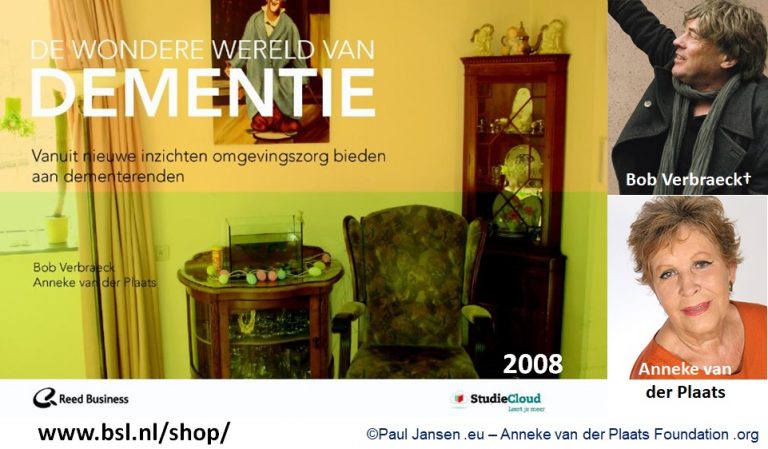 DE WONDERE WERELD VAN
DEMENTIE
Vanuit nieuwe inzichten omgevingszorg bieden
aan dementerenden
Bob Verbraeck
Anneke van der Plaats
Bob Verbraeck†
Anneke van
der Plaats
2008
Reed Business
StudieCloud
Leert je meer
www.bsl.nl/shop/
©Paul Jansen .eu – Anneke van der Plaats Foundation .org